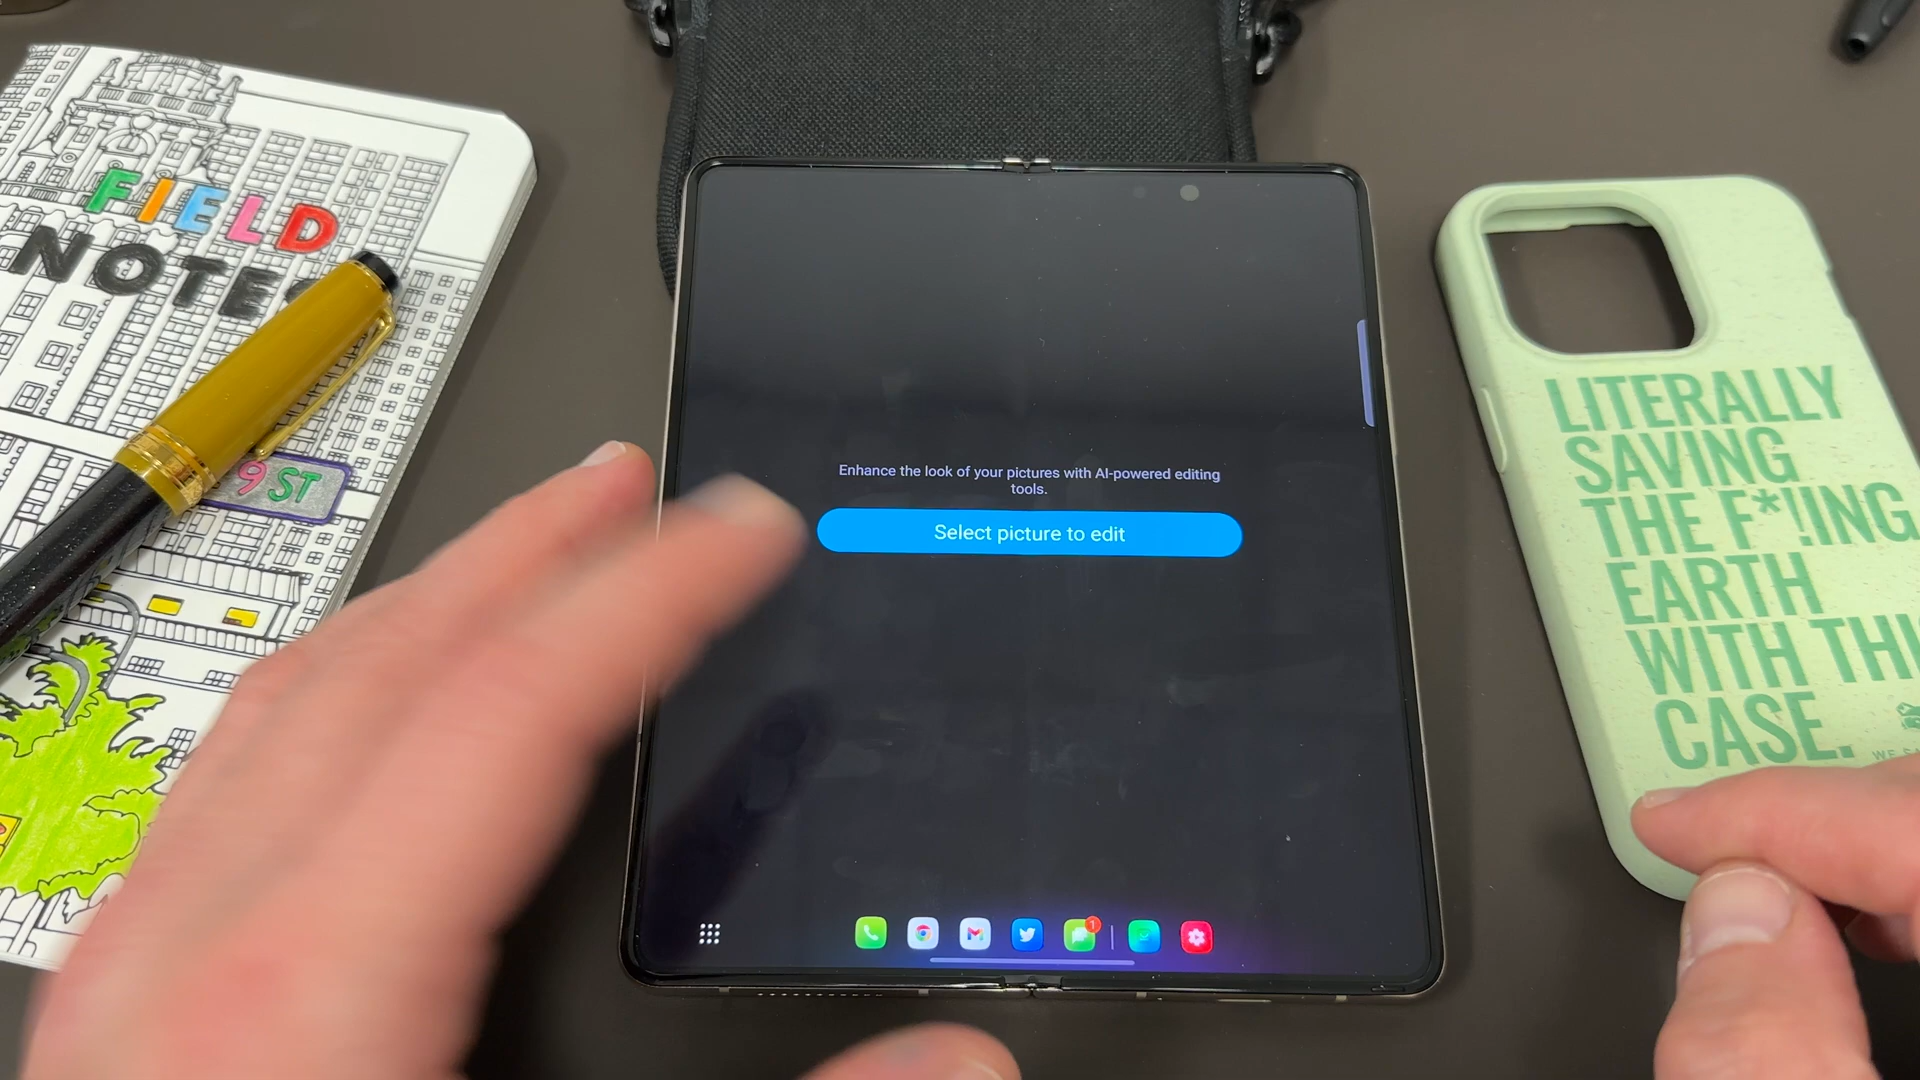 FIELD
NOTES
9 ST
Enhance the look of your pictures with AI-powered editing
tools.
Select picture to edit
1
LITERALLY
SAVING
THE F*!ING
EARTH
WITH THI
CASE.